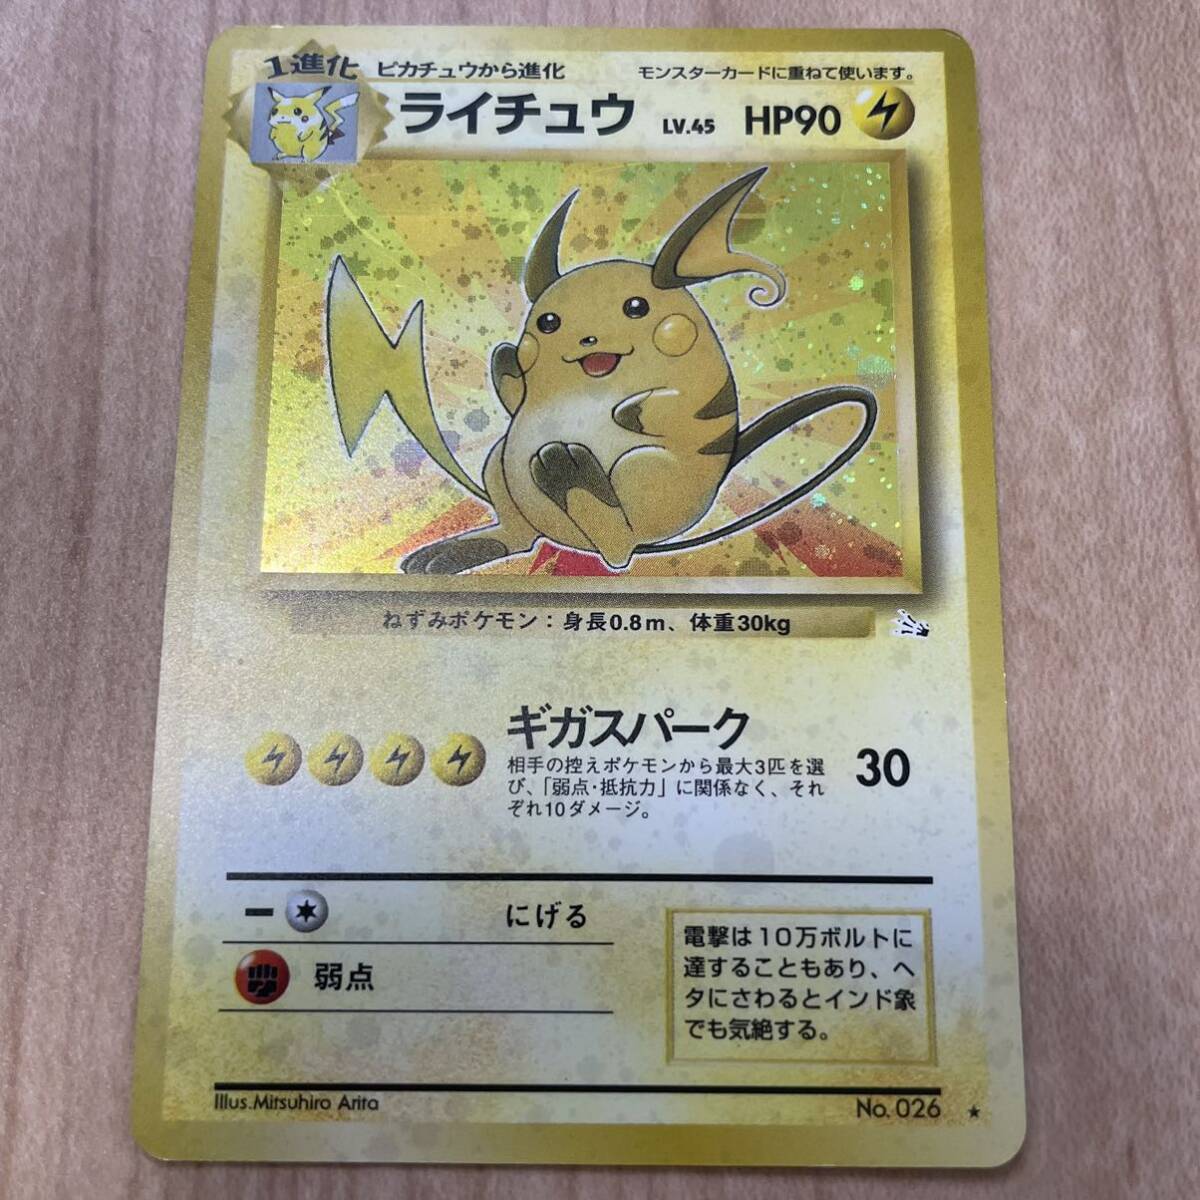 1進化 ピカチュウから進化 モンスターカードに重ねて使います。
ライチュウ LV.45 HP90
ねずみポケモン：身長0.8m、体重30kg
ギガスパーク 30
相手の控えポケモンから最大3匹を選
び、「弱点・抵抗力」に関係なく、それ
ぞれ10ダメージ。
にげる
弱点
電撃は10万ボルトに
達することもあり、ヘ
タにさわるとインド象
でも気絶する。
Illus.Mitsuhiro Arita No. 026 ★